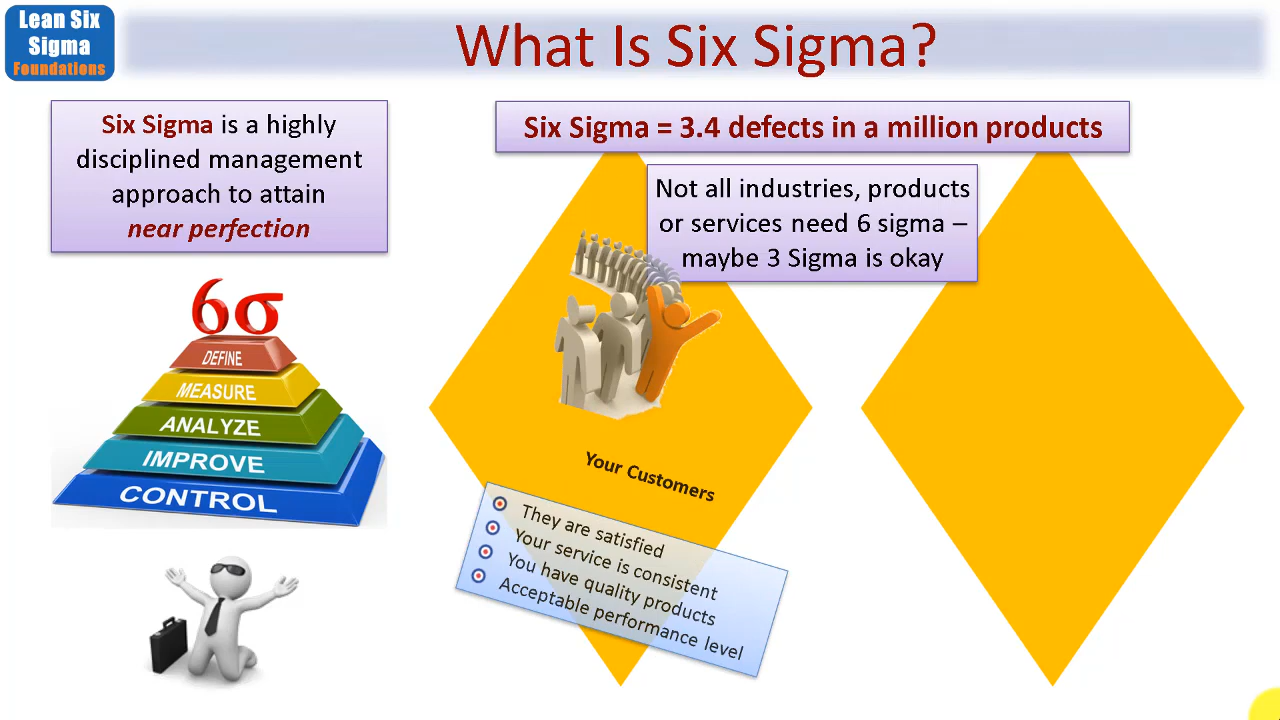 Lean Six
Sigma
Foundations
What Is Six Sigma?
Six Sigma is a highly
disciplined management
approach to attain
near perfection
Six Sigma = 3.4 defects in a million products
Not all industries, products
or services need 6 sigma –
maybe 3 Sigma is okay
6σ
DEFINE
MEASURE
ANALYZE
IMPROVE
CONTROL
Your Customers
They are satisfied
Your service is consistent
You have quality products
Acceptable performance level